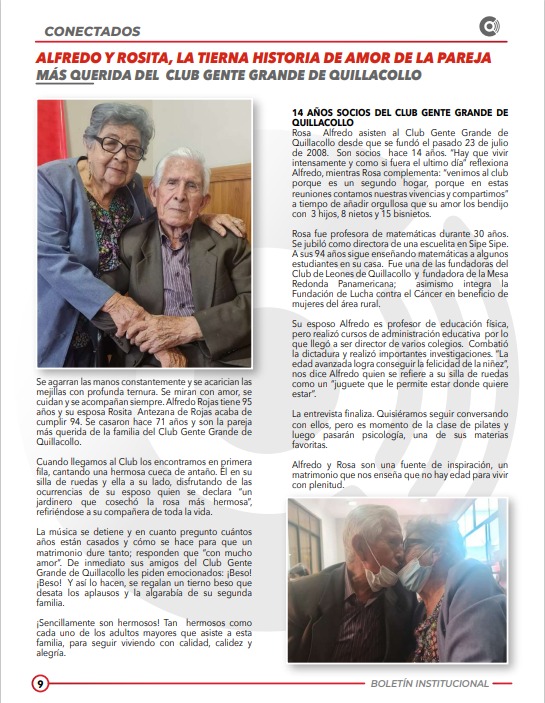 CONECTADOS
ALFREDO Y ROSITA, LA TIERNA HISTORIA DE AMOR DE LA PAREJA
MÁS QUERIDA DEL CLUB GENTE GRANDE DE QUILLACOLLO
Se agarran las manos constantemente y se acarician las
mejillas con profunda ternura. Se miran con amor, se
cuidan y se acompañan siempre. Alfredo Rojas tiene 95
años y su esposa Rosita Antezana de Rojas acaba de
cumplir 94. Se casaron hace 71 años y son la pareja
más querida de la familia del Club Gente Grande de
Quillacollo.
Cuando llegamos al Club los encontramos en primera
fila, cantando una hermosa cueca de antaño. Él en su
silla de ruedas y ella a su lado, disfrutando de las
ocurrencias de su esposo quien se declara "un
jardinero que cosechó la rosa más hermosa",
refiriéndose a su compañera de toda la vida.
La música se detiene y en cuanto pregunto cuántos
años están casados y cómo se hace para que un
matrimonio dure tanto; responden que "con mucho
amor". De inmediato sus amigos del Club Gente
Grande de Quillacollo les piden emocionados: ¡Beso!
¡Beso! Y así lo hacen, se regalan un tierno beso que
desata los aplausos y la algarabía de su segunda
familia.
¡Sencillamente son hermosos! Tan hermosos como
cada uno de los adultos mayores que asiste a esta
familia, para seguir viviendo con calidad, calidez y
alegría.
14 AÑOS SOCIOS DEL CLUB GENTE GRANDE DE
QUILLACOLLO
Rosa Alfredo asisten al Club Gente Grande de
Quillacollo desde que se fundó el pasado 23 de julio
de 2008. Son socios hace 14 años. "Hay que vivir
intensamente y como si fuera el ultimo día" reflexiona
Alfredo, mientras Rosa complementa: "venimos al club
porque es un segundo hogar, porque en estas
reuniones contamos nuestras vivencias y compartimos"
a tiempo de añadir orgullosa que su amor los bendijo
con 3 hijos, 8 nietos y 15 bisnietos.
Rosa fue profesora de matemáticas durante 30 años.
Se jubiló como directora de una escuelita en Sipe Sipe.
A sus 94 años sigue enseñando matemáticas a algunos
estudiantes en su casa. Fue una de las fundadoras del
Club de Leones de Quillacollo y fundadora de la Mesa
Redonda Panamericana; asimismo integra la
Fundación de Lucha contra el Cáncer en beneficio de
mujeres del área rural.
Su esposo Alfredo es profesor de educación física,
pero realizó cursos de administración educativa por lo
que llegó a ser director de varios colegios. Combatió
la dictadura y realizó importantes investigaciones. "La
edad avanzada logra conseguir la felicidad de la niñez",
nos dice Alfredo quien se refiere a su silla de ruedas
como un "juguete que le permite estar donde quiere
estar".
La entrevista finaliza. Quisiéramos seguir conversando
con ellos, pero es momento de la clase de pilates y
luego pasarán psicología, una de sus materias
favoritas.
Alfredo y Rosa son una fuente de inspiración, un
matrimonio que nos enseña que no hay edad para vivir
con plenitud.
9
BOLETÍN INSTITUCIONAL